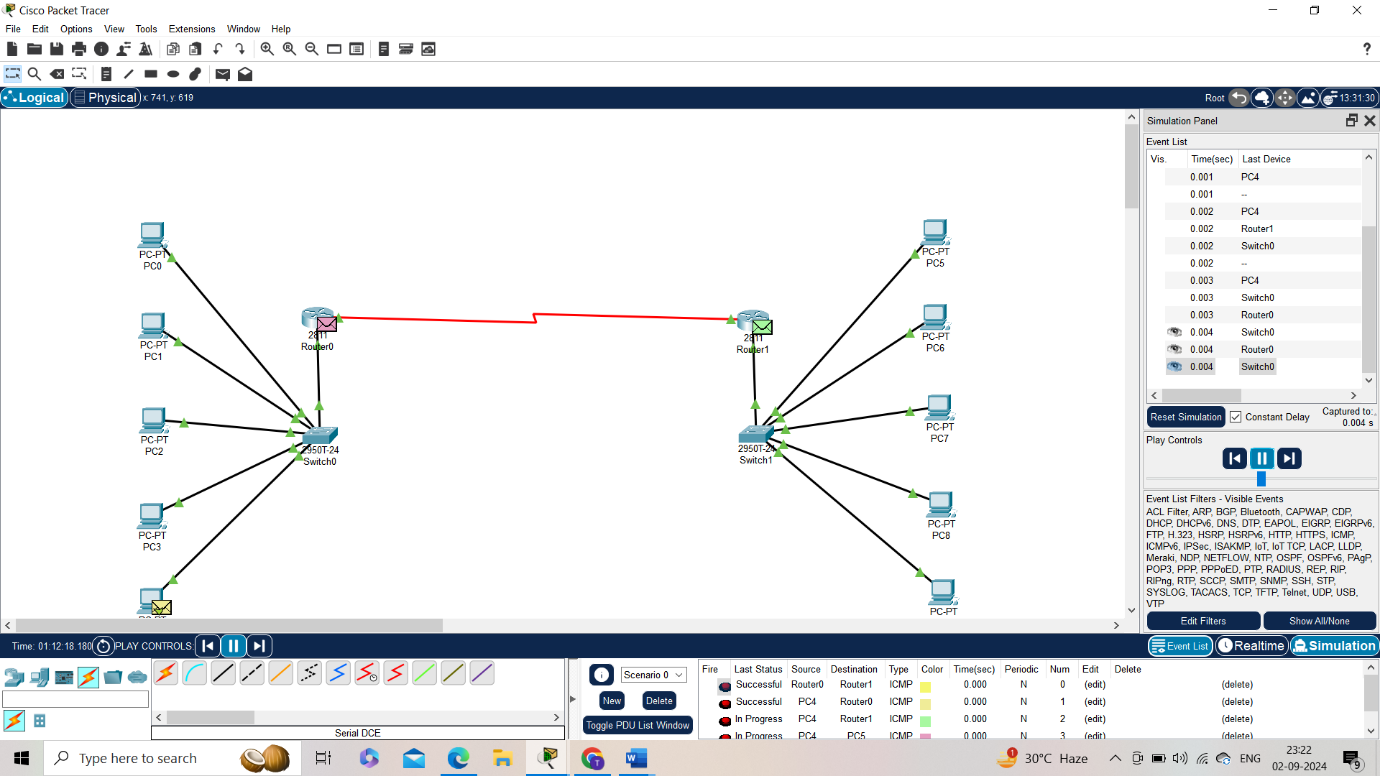 Cisco Packet Tracer
File Edit Options View Tools Extensions Window Help
Logical Physical x: 741, y: 619 Root 13:31:30
PC-PT
PC0
PC-PT
PC1
PC-PT
PC2
PC-PT
PC3
2811
Router0
2950T-24
Switch0
2811
Router1
2950T-24
Switch1
PC-PT
PC5
PC-PT
PC6
PC-PT
PC7
PC-PT
PC8
PC-PT
Simulation Panel
Event List
Vis. Time(sec) Last Device
0.001 PC4
0.001 --
0.002 PC4
0.002 Router1
0.002 Switch0
0.002 --
0.003 PC4
0.003 Switch0
0.003 Router0
0.004 Switch0
0.004 Router0
0.004 Switch0
Reset Simulation Constant Delay Captured to:
0.004 s
Play Controls
Event List Filters - Visible Events
ACL Filter, ARP, BGP, Bluetooth, CAPWAP, CDP,
DHCP, DHCPv6, DNS, DTP, EAPOL, EIGRP, EIGRPv6,
FTP, H.323, HSRP, HSRPv6, HTTP, HTTPS, ICMP,
ICMPv6, IPSec, ISAKMP, IoT, IoT TCP, LACP, LLDP,
Meraki, NDP, NETFLOW, NTP, OSPF, OSPFv6, PAgP,
POP3, PPP, PPPoED, PTP, RADIUS, REP, RIP,
RIPng, RTP, SCCP, SMTP, SNMP, SSH, STP,
SYSLOG, TACACS, TCP, TFTP, Telnet, UDP, USB,
VTP
Edit Filters Show All/None
Time: 01:12:18.180 PLAY CONTROLS: Event List Realtime Simulation
Serial DCE
Scenario 0
New Delete
Toggle PDU List Window
Fire Last Status Source Destination Type Color Time(sec) Periodic Num Edit Delete
Successful Router0 Router1 ICMP 0.000 N 0 (edit) (delete)
Successful PC4 Router0 ICMP 0.000 N 1 (edit) (delete)
In Progress PC4 Router1 ICMP 0.000 N 2 (edit) (delete)
In Progress PC4 PC5 ICMP 0.000 N 3 (edit) (delete)
Type here to search
30°C Haze ENG 23:22
02-09-2024 9